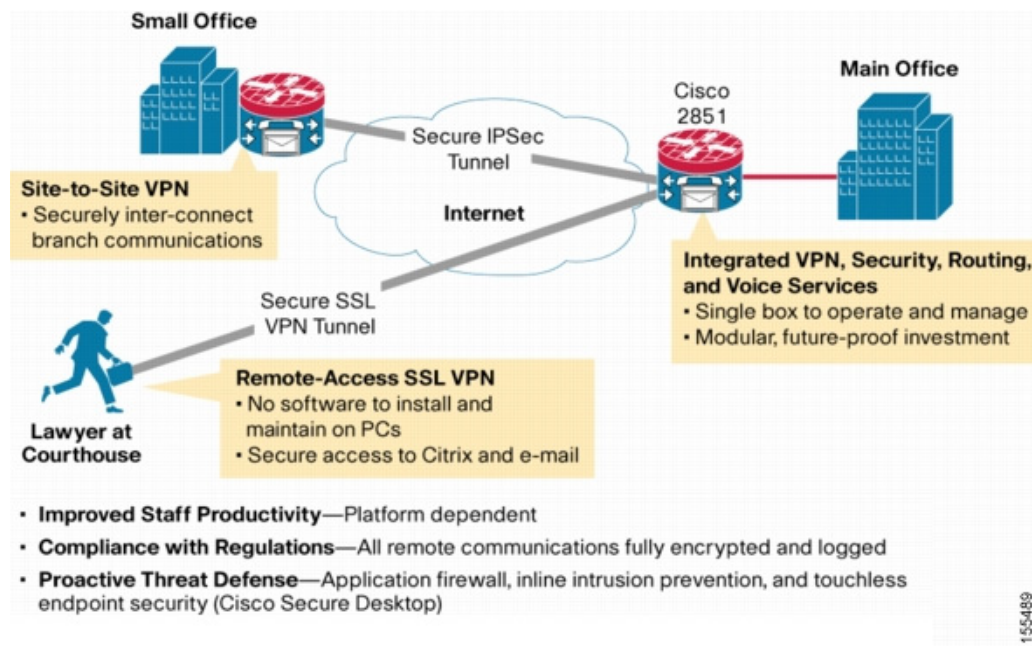 Small Office
Main Office
Cisco
2851
Secure IPSec
Tunnel
Internet
Site-to-Site VPN
• Securely inter-connect
branch communications
Integrated VPN, Security, Routing,
and Voice Services
• Single box to operate and manage
• Modular, future-proof investment
Secure SSL
VPN Tunnel
Remote-Access SSL VPN
• No software to install and
maintain on PCs
• Secure access to Citrix and e-mail
Lawyer at
Courthouse
• Improved Staff Productivity—Platform dependent
• Compliance with Regulations—All remote communications fully encrypted and logged
• Proactive Threat Defense—Application firewall, inline intrusion prevention, and touchless
endpoint security (Cisco Secure Desktop)
155489